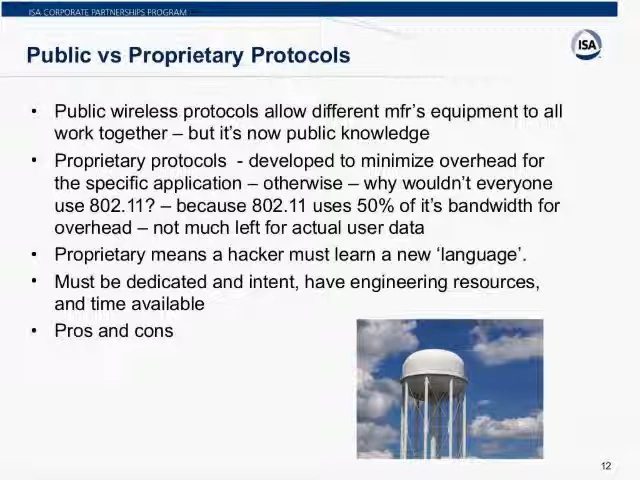 ISA CORPORATE PARTNERSHIPS PROGRAM
Public vs Proprietary Protocols
ISA
• Public wireless protocols allow different mfr’s equipment to all
work together – but it’s now public knowledge
• Proprietary protocols - developed to minimize overhead for
the specific application – otherwise – why wouldn’t everyone
use 802.11? – because 802.11 uses 50% of it’s bandwidth for
overhead – not much left for actual user data
• Proprietary means a hacker must learn a new ‘language’.
• Must be dedicated and intent, have engineering resources,
and time available
• Pros and cons
12